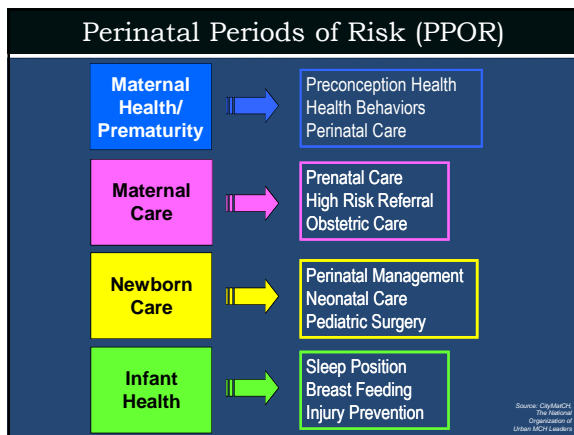 Perinatal Periods of Risk (PPOR)
Maternal
Health/
Prematurity
Preconception Health
Health Behaviors
Perinatal Care
Maternal
Care
Prenatal Care
High Risk Referral
Obstetric Care
Newborn
Care
Perinatal Management
Neonatal Care
Pediatric Surgery
Infant
Health
Sleep Position
Breast Feeding
Injury Prevention
Source: CityMatCH,
The National
Organization of
Urban MCH Leaders